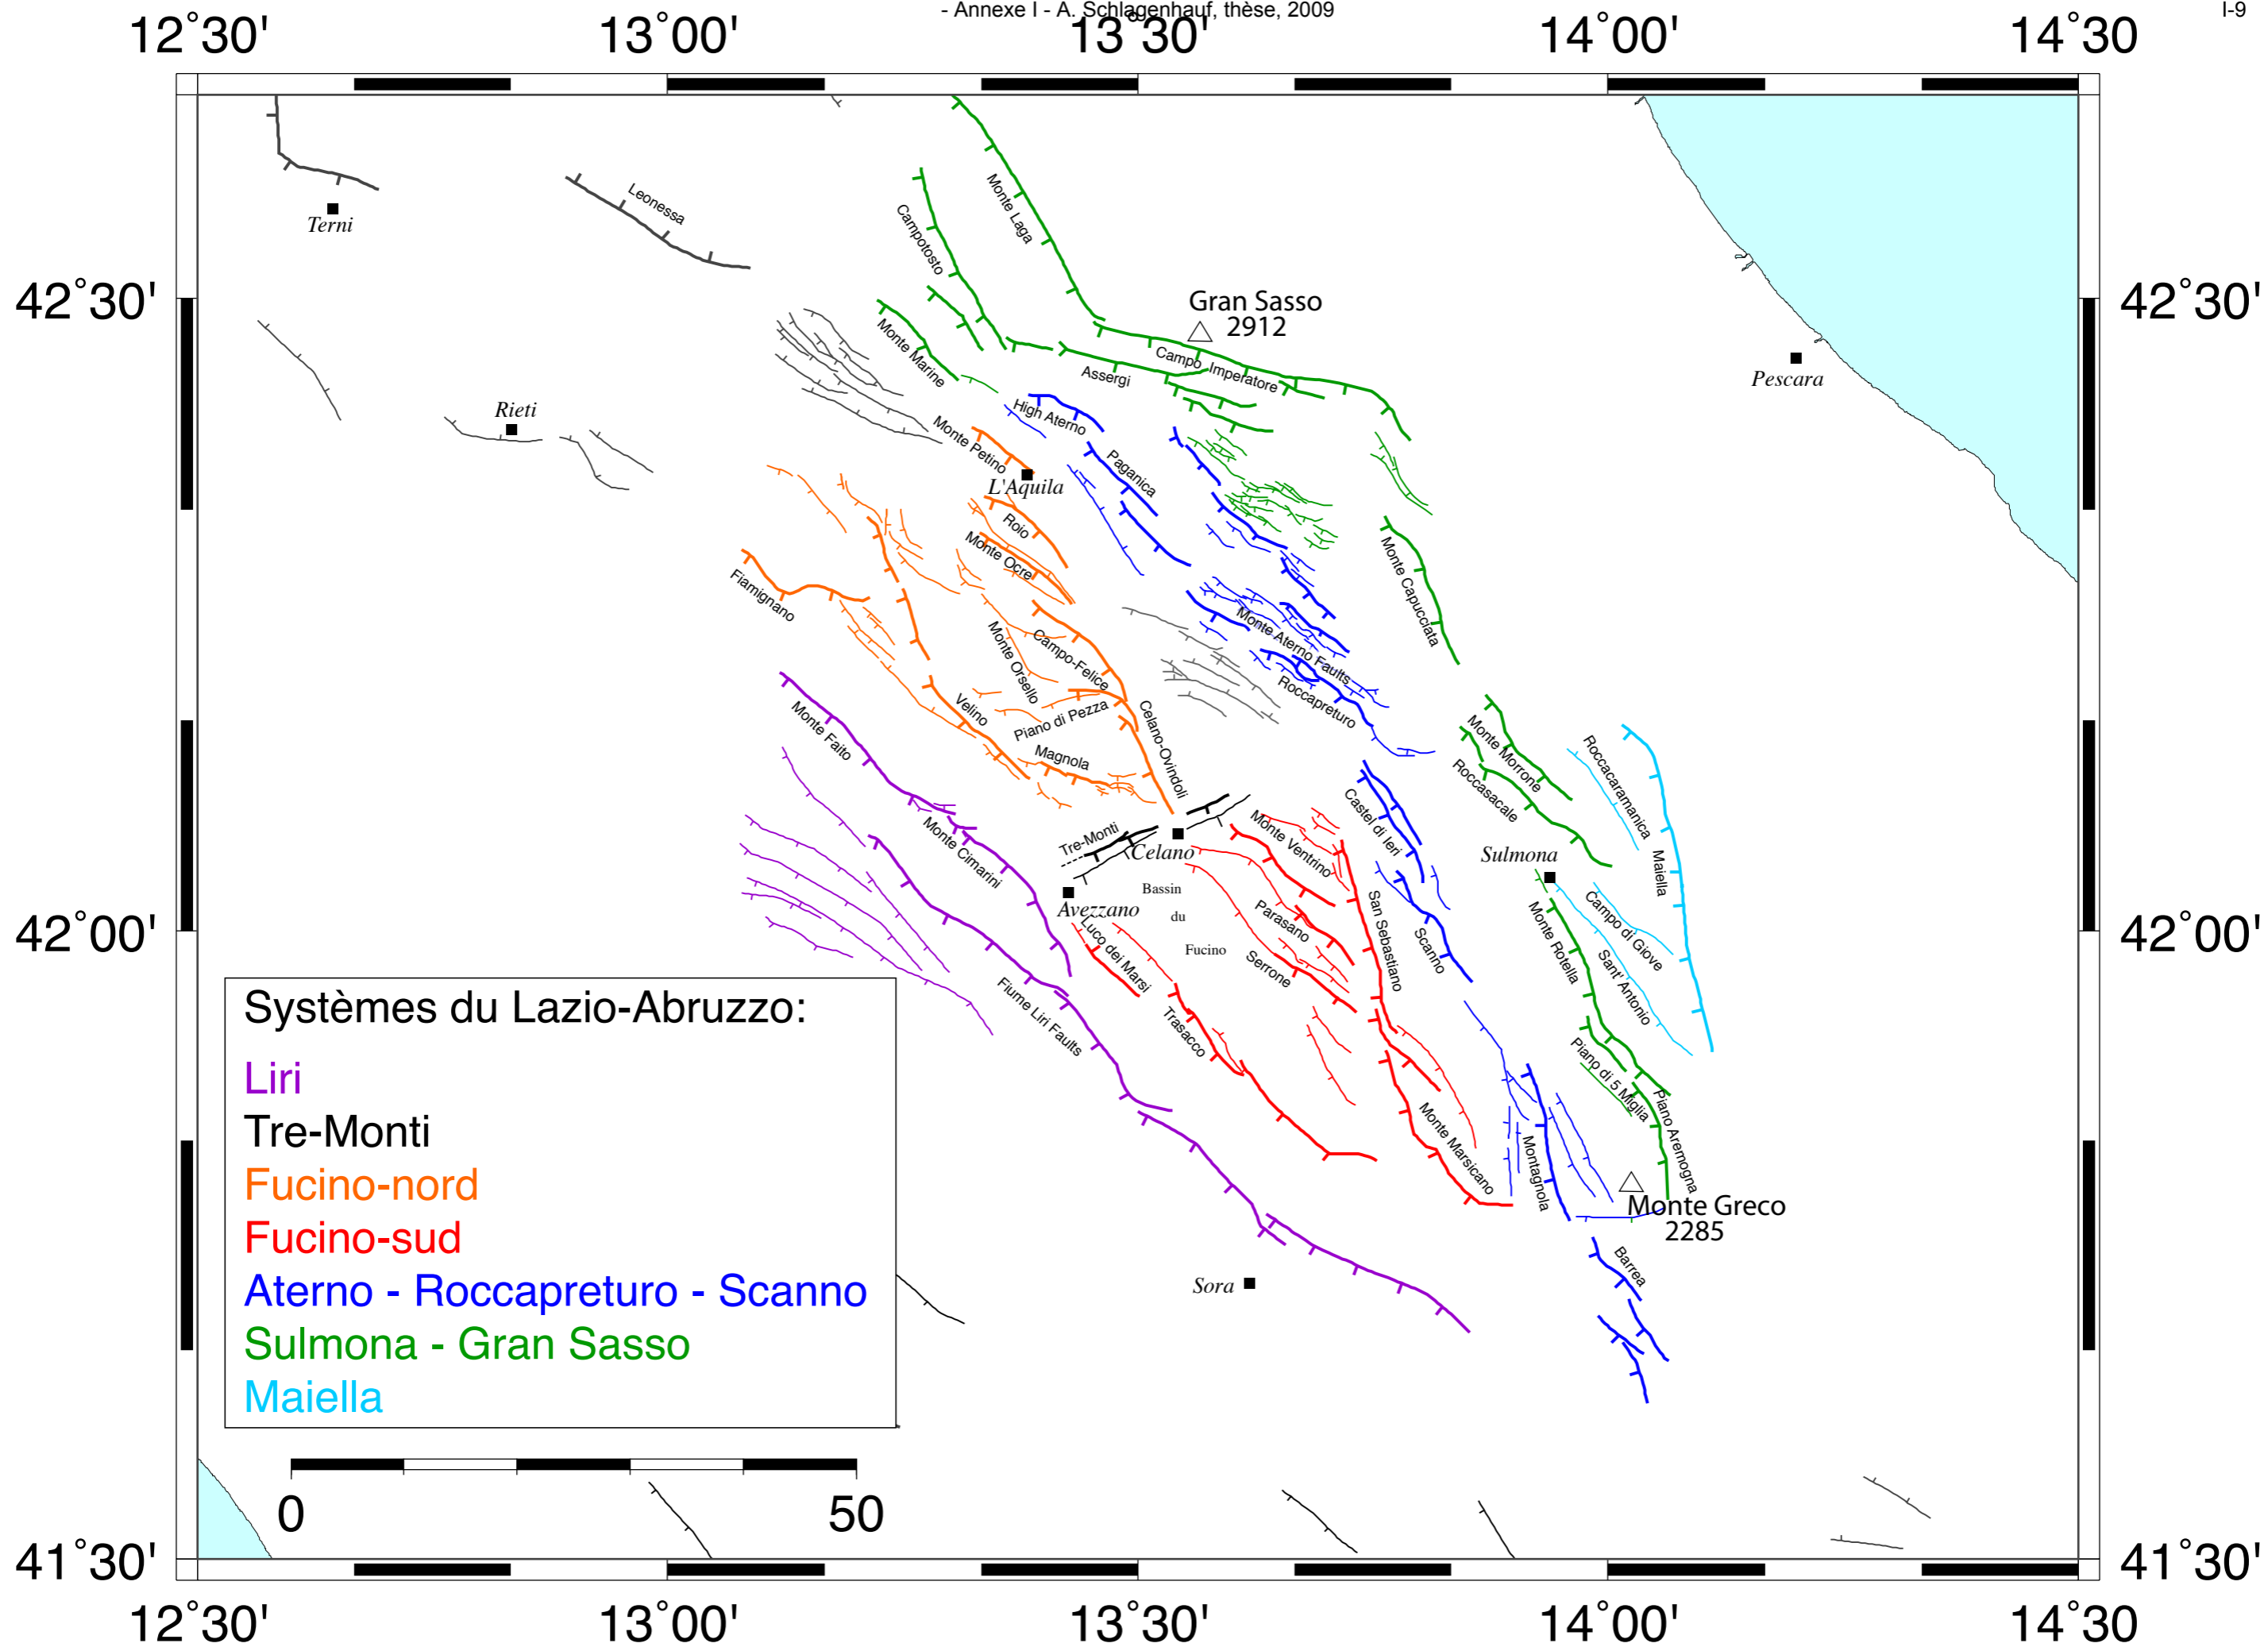 - Annexe I - A. Schlagenhauf, thèse, 2009
I-9
12˚30'
13˚00'
13˚30'
14˚00'
14˚30
Terni
Leonessa
Monte Laga
Campotosto
42˚30'
42˚30'
Gran Sasso
2912
Monte Marine
Campo Imperatore
Assergi
Pescara
Rieti
High Aterno
Monte Petino
Paganica
L'Aquila
Roio
Monte Ocre
Monte Capucciata
Fiamignano
Monte Orsello
Campo-Felice
Monte Aterno Faults
Roccapreturo
Velino
Piano di Pezza
Celano-Ovindoli
Monte Faito
Magnola
Monte Morrone
Roccasacale
Roccacaramanica
Castel di Ieri
Monte Cimarini
Tre-Monti
Celano
Monte Ventrino
Sulmona
Maiella
Bassin
du
Fucino
Avezzano
Parasano
San Sebastiano
Scanno
Campo di Giove
42˚00'
42˚00'
Luco dei Marsi
Serrone
Monte Rotella
Sant' Antonio
Fiume Liri Faults
Trasacco
Piano di 5 Miglia
Piano Aremogna
Monte Marsicano
Montagnola
Monte Greco
2285
Barrea
Sora
Systèmes du Lazio-Abruzzo:
Liri
Tre-Monti
Fucino-nord
Fucino-sud
Aterno - Roccapreturo - Scanno
Sulmona - Gran Sasso
Maiella
0
50
41˚30'
41˚30'
12˚30'
13˚00'
13˚30'
14˚00'
14˚30